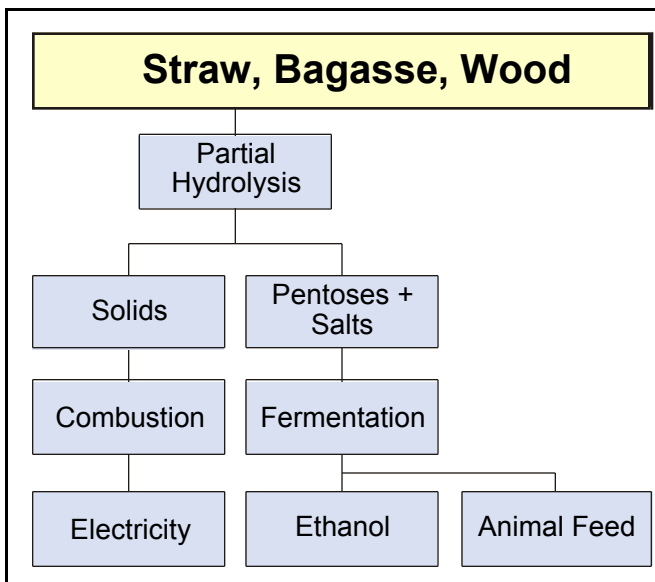 Straw, Bagasse, Wood
Partial
Hydrolysis
Solids
Pentoses +
Salts
Combustion
Fermentation
Electricity
Ethanol
Animal Feed